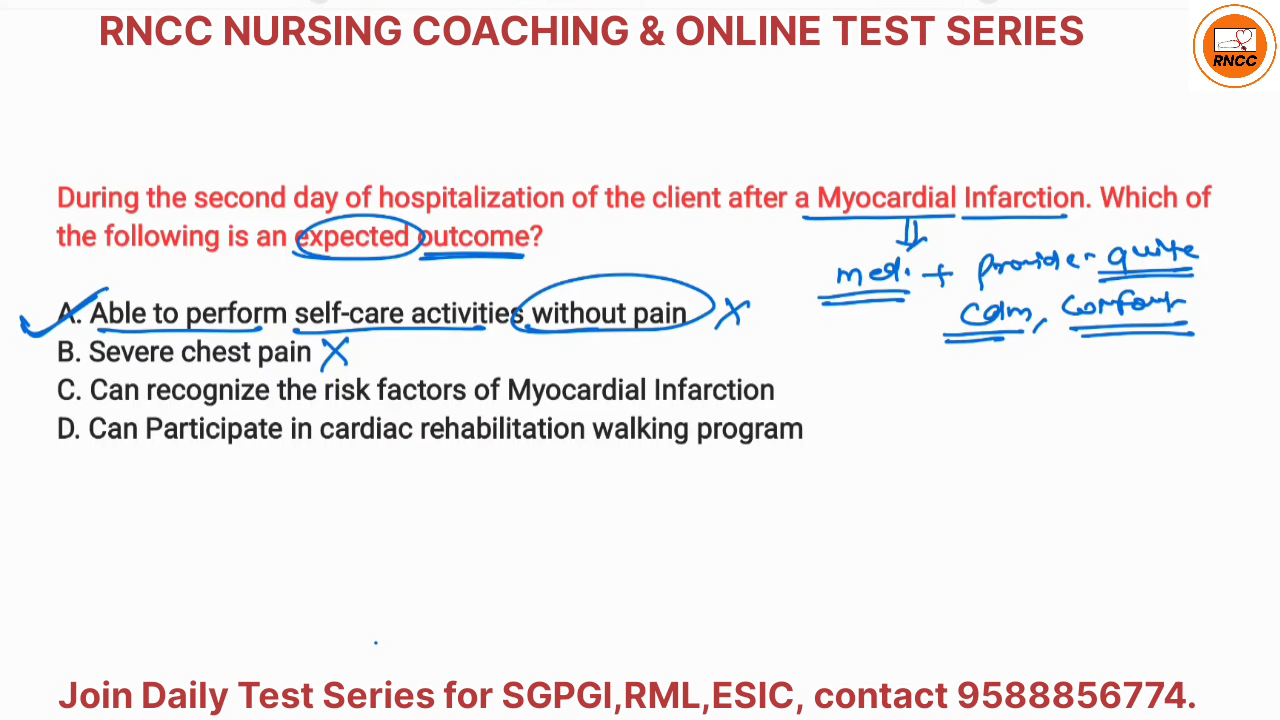 RNCC NURSING COACHING & ONLINE TEST SERIES
RNCC
During the second day of hospitalization of the client after a Myocardial Infarction. Which of
the following is an expected outcome?
med. + provide - quite
calm, comfort
A. Able to perform self-care activities without pain
B. Severe chest pain
C. Can recognize the risk factors of Myocardial Infarction
D. Can Participate in cardiac rehabilitation walking program
Join Daily Test Series for SGPGI,RML,ESIC, contact 9588856774.